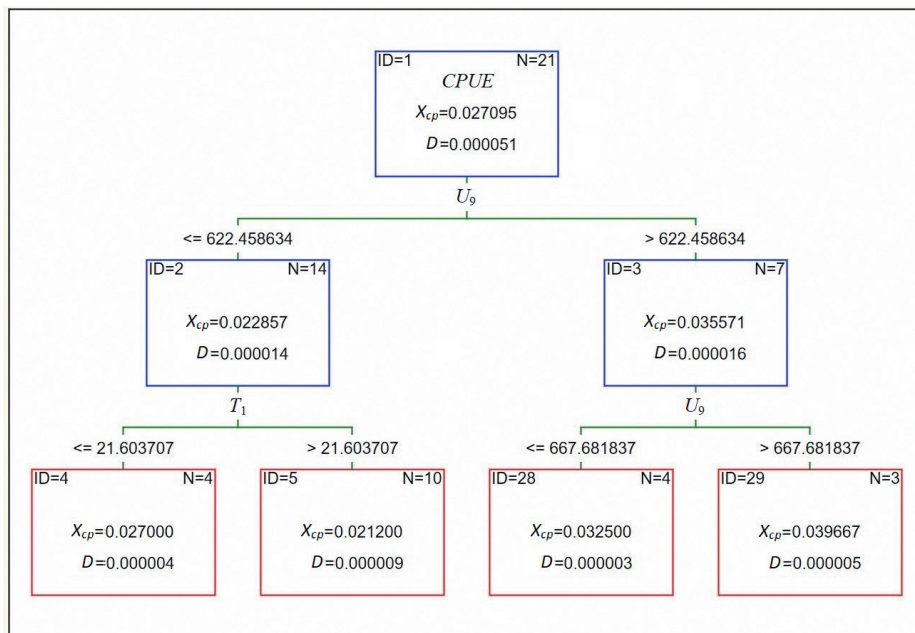 ID=1 N=21
CPUE
Xcp=0.027095
D=0.000051
U9
<= 622.458634 > 622.458634
ID=2 N=14 ID=3 N=7
Xcp=0.022857 Xcp=0.035571
D=0.000014 D=0.000016
T1 U9
<= 21.603707 > 21.603707 <= 667.681837 > 667.681837
ID=4 N=4 ID=5 N=10 ID=28 N=4 ID=29 N=3
Xcp=0.027000 Xcp=0.021200 Xcp=0.032500 Xcp=0.039667
D=0.000004 D=0.000009 D=0.000003 D=0.000005